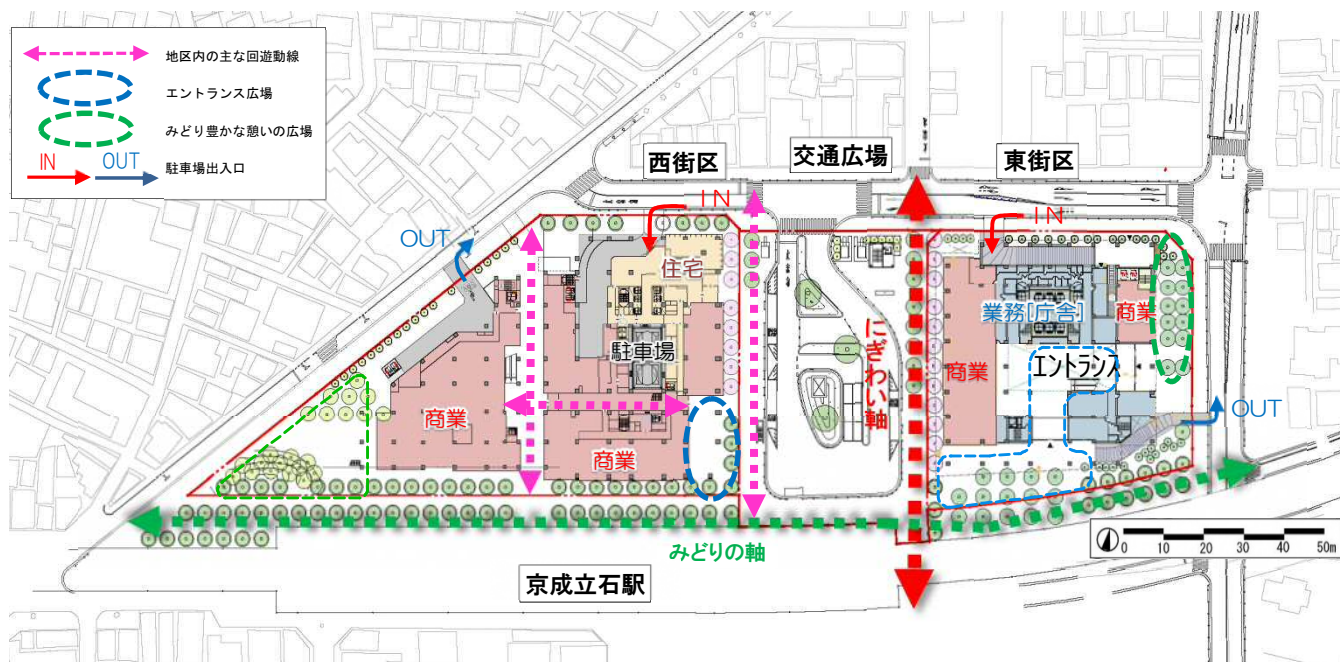 地区内の主な回遊動線
エントランス広場
みどり豊かな憩いの広場
IN OUT 駐車場出入口
西街区
交通広場
東街区
IN
IN
OUT
住宅
駐車場
商業
商業
にぎわい軸
業務[庁舎]
商業
商業
エントランス
OUT
みどりの軸
京成立石駅
0 10 20 30 40 50m